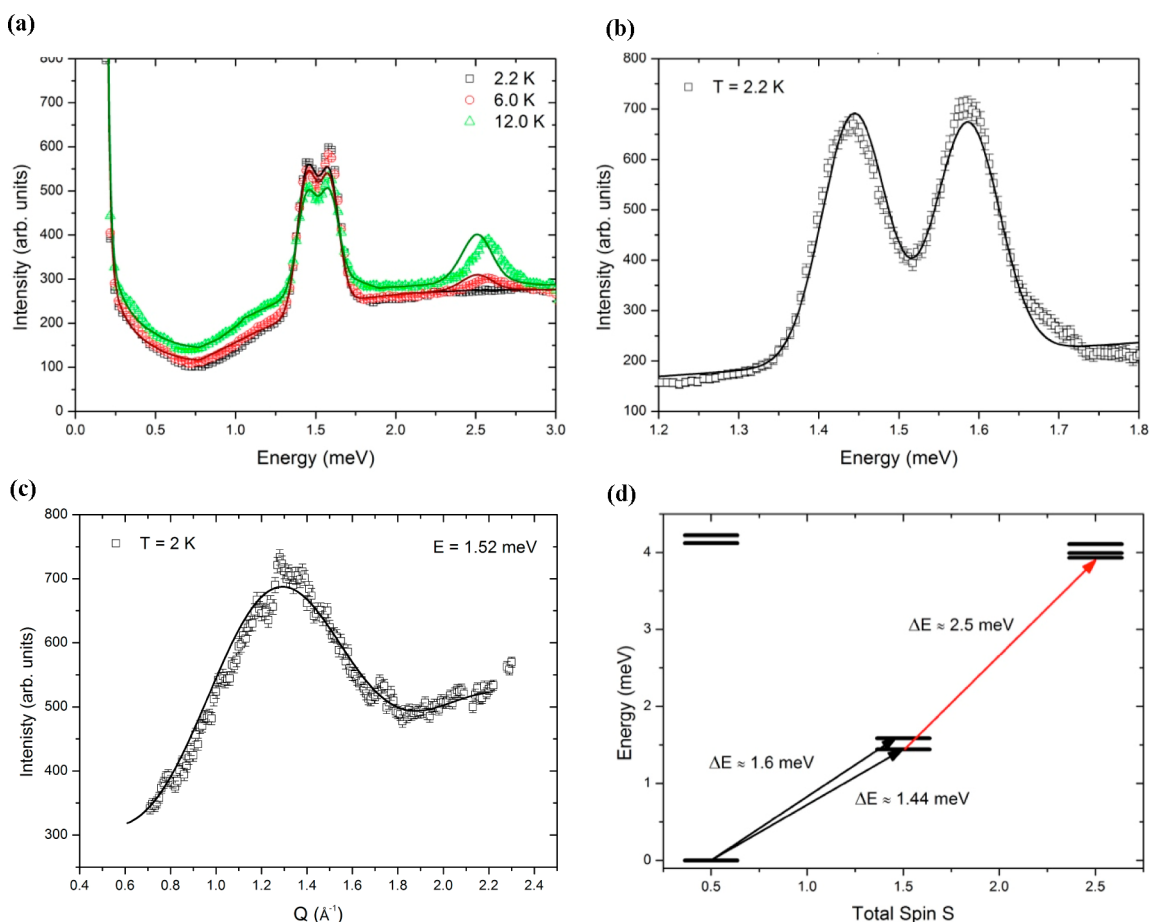 (a)
800
700
600
500
400
300
200
100
0
Intensity (arb. units)
2.2 K
6.0 K
12.0 K
0.0 0.5 1.0 1.5 2.0 2.5 3.0
Energy (meV)
(b)
800
700
600
500
400
300
200
100
Intensity (arb. units)
T = 2.2 K
1.2 1.3 1.4 1.5 1.6 1.7 1.8
Energy (meV)
(c)
800
700
600
500
400
300
Intenisty (arb. units)
T = 2 K
E = 1.52 meV
0.4 0.6 0.8 1.0 1.2 1.4 1.6 1.8 2.0 2.2 2.4
Q (Å⁻¹)
(d)
4
3
2
1
0
Energy (meV)
ΔE ≈ 2.5 meV
ΔE ≈ 1.6 meV
ΔE ≈ 1.44 meV
0.5 1.0 1.5 2.0 2.5
Total Spin S